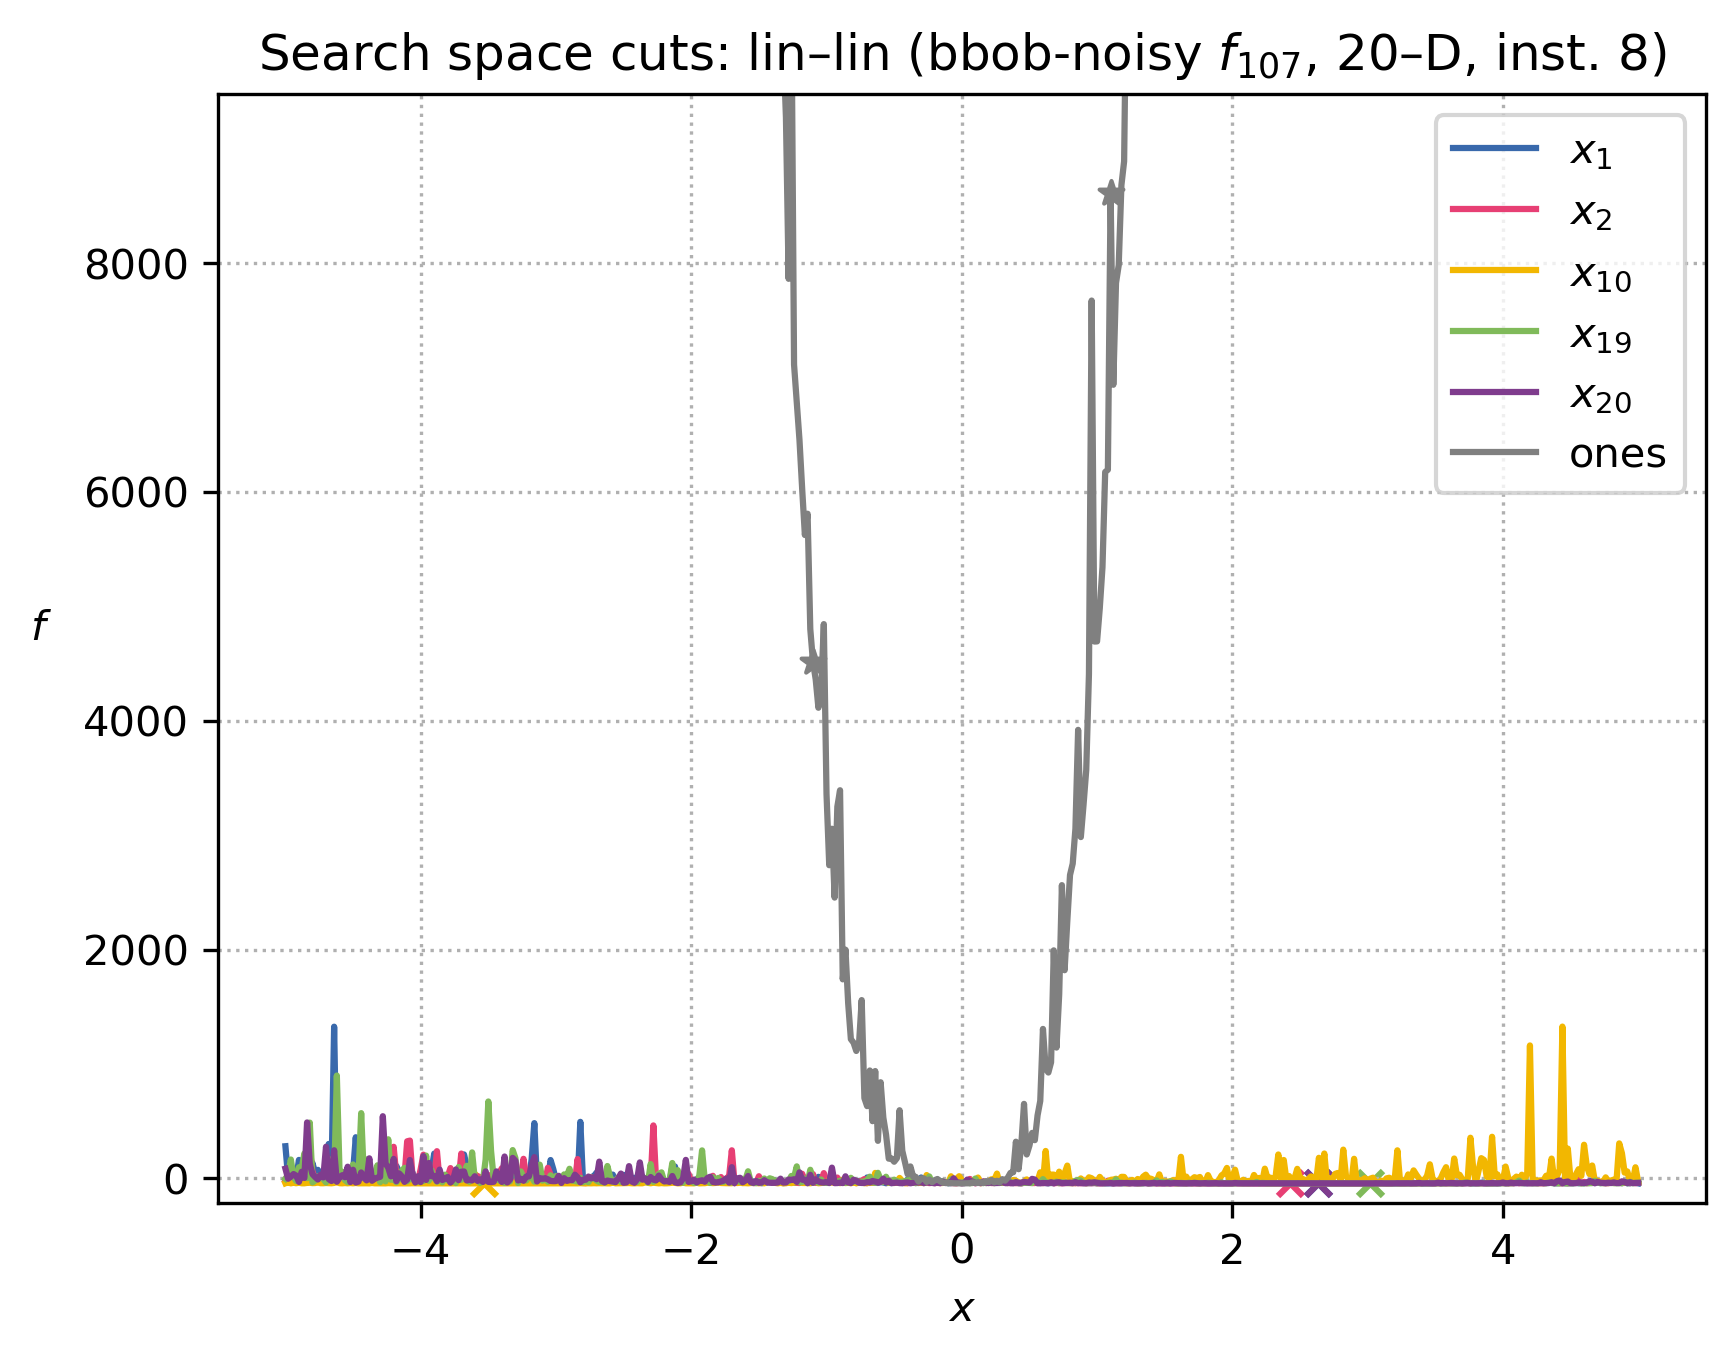 Search space cuts: lin–lin (bbob-noisy f₁₀₇, 20–D, inst. 8)
x₁
x₂
x₁₀
x₁₉
x₂₀
ones
8000
6000
4000
2000
0
f
−4
−2
0
2
4
x